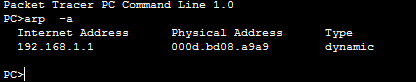 Packet Tracer PC Command Line 1.0
PC>arp -a
Internet Address Physical Address Type
192.168.1.1 000d.bd08.a9a9 dynamic
PC>